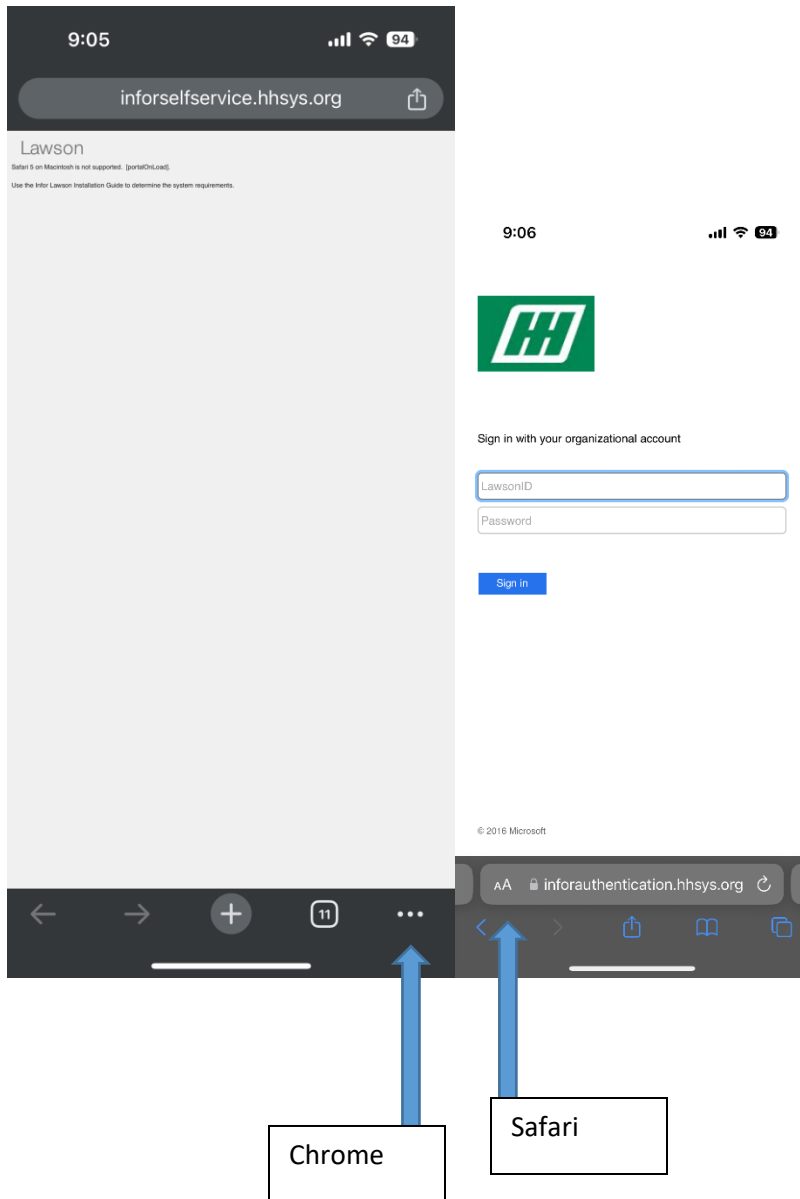 9:05
94
inforselfservice.hhsys.org
Lawson
Safari 5 on Macintosh is not supported. [portalOnLoad].
Use the Infor Lawson Installation Guide to determine the system requirements.
11
9:06
94
HH
Sign in with your organizational account
LawsonID
Password
Sign in
© 2016 Microsoft
AA inforauthentication.hhsys.org
Chrome
Safari